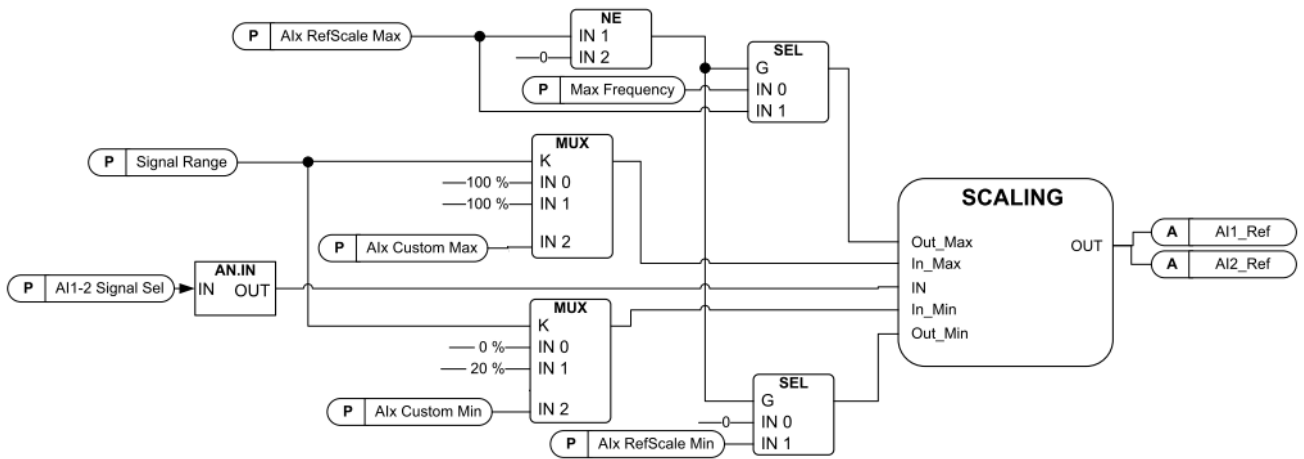 NE
P AIx RefScale Max IN 1
0 IN 2
SEL
G
P Max Frequency IN 0
IN 1
MUX
P Signal Range K
100 % IN 0
100 % IN 1
P AIx Custom Max IN 2
SCALING
Out_Max
In_Max
IN
In_Min
Out_Min
OUT
A AI1_Ref
A AI2_Ref
AN.IN
P AI1-2 Signal Sel IN OUT
MUX
K
0 % IN 0
20 % IN 1
P AIx Custom Min IN 2
SEL
G
0 IN 0
P AIx RefScale Min IN 1